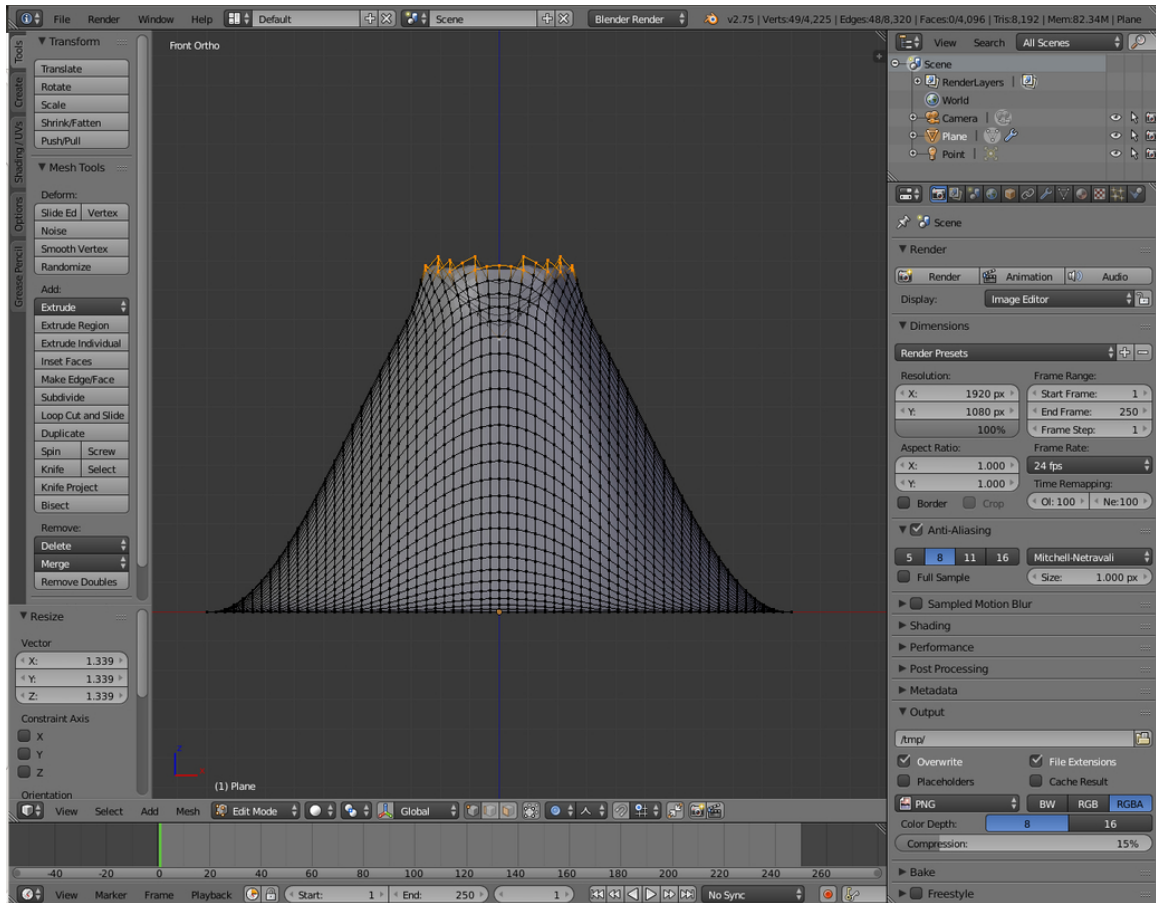 File Render Window Help Default Scene Blender Render v2.75 | Verts:49/4,225 | Edges:48/8,320 | Faces:0/4,096 | Tris:8,192 | Mem:82.34M | Plane
Tools
Create
Shading / UVs
Options
Grease Pencil
Transform
Translate
Rotate
Scale
Shrink/Fatten
Push/Pull
Mesh Tools
Deform:
Slide Ed Vertex
Noise
Smooth Vertex
Randomize
Add:
Extrude
Extrude Region
Extrude Individual
Inset Faces
Make Edge/Face
Subdivide
Loop Cut and Slide
Duplicate
Spin Screw
Knife Select
Knife Project
Bisect
Remove:
Delete
Merge
Remove Doubles
Resize
Vector
X: 1.339
Y: 1.339
Z: 1.339
Constraint Axis
X
Y
Z
Orientation
Front Ortho
z
x
(1) Plane
View Select Add Mesh Edit Mode Global
-40 -20 0 20 40 60 80 100 120 140 160 180 200 220 240 260
View Marker Frame Playback Start: 1 End: 250 1 No Sync
View Search All Scenes
Scene
RenderLayers |
World
Camera |
Plane |
Point |
Scene
Render
Render Animation Audio
Display: Image Editor
Dimensions
Render Presets
Resolution: Frame Range:
X: 1920 px Start Frame: 1
Y: 1080 px End Frame: 250
100% Frame Step: 1
Aspect Ratio: Frame Rate:
X: 1.000 24 fps
Y: 1.000 Time Remapping:
Border Crop Ol: 100 Ne:100
Anti-Aliasing
5 8 11 16 Mitchell-Netravali
Full Sample Size: 1.000 px
Sampled Motion Blur
Shading
Performance
Post Processing
Metadata
Output
/tmp/
Overwrite File Extensions
Placeholders Cache Result
PNG BW RGB RGBA
Color Depth: 8 16
Compression: 15%
Bake
Freestyle